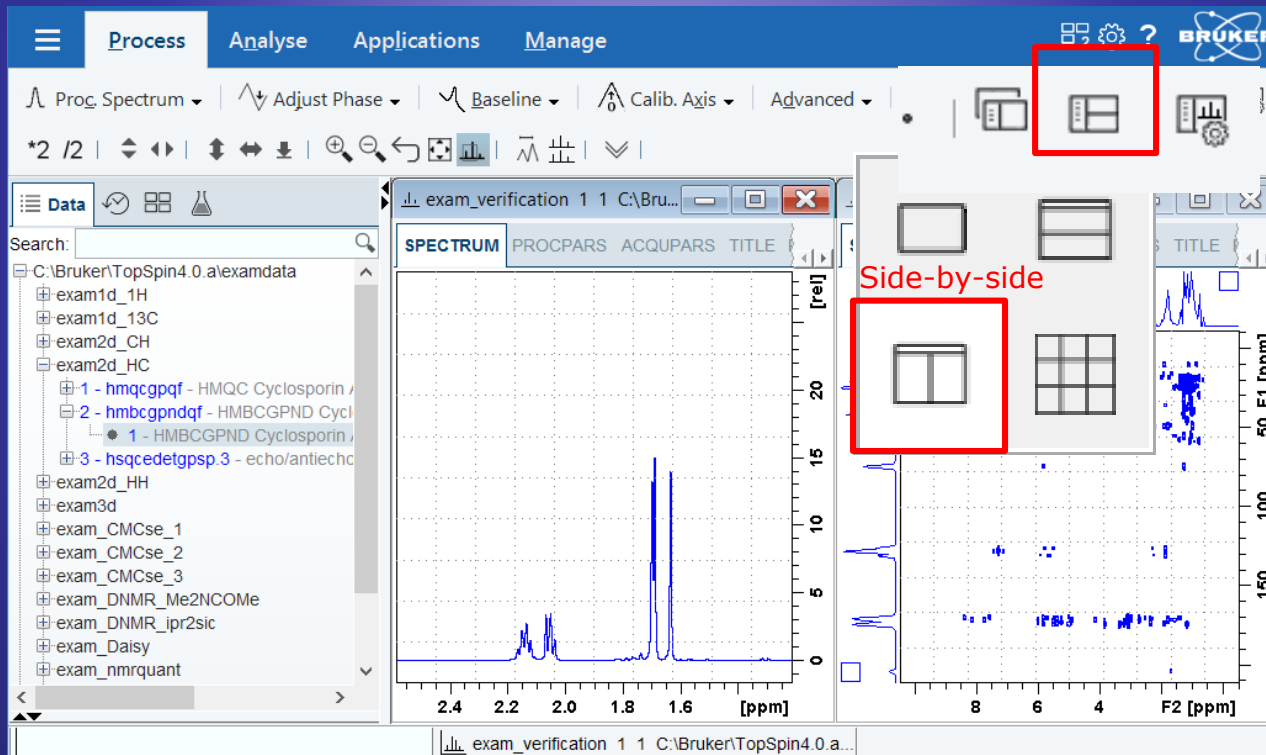 Process Analyse Applications Manage ? BRUKER
Proc. Spectrum Adjust Phase Baseline Calib. Axis Advanced
*2 /2
Data
Search:
C:\Bruker\TopSpin4.0.a\examdata
exam1d_1H
exam1d_13C
exam2d_CH
exam2d_HC
1 - hmqcgpqf - HMQC Cyclosporin
2 - hmbcgpndqf - HMBCGPND Cycl
1 - HMBCGPND Cyclosporin
3 - hsqcedetgpsp.3 - echo/antiecho
exam2d_HH
exam3d
exam_CMCse_1
exam_CMCse_2
exam_CMCse_3
exam_DNMR_Me2NCOMe
exam_DNMR_ipr2sic
exam_Daisy
exam_nmrquant
exam_verification 1 1 C:\Bru...
SPECTRUM PROCPARS ACQUPARS TITLE
[rel]
20
15
10
5
0
2.4 2.2 2.0 1.8 1.6 [ppm]
Side-by-side
TITLE
F1 [ppm]
50
100
150
8 6 4 F2 [ppm]
exam_verification 1 1 C:\Bruker\TopSpin4.0.a...